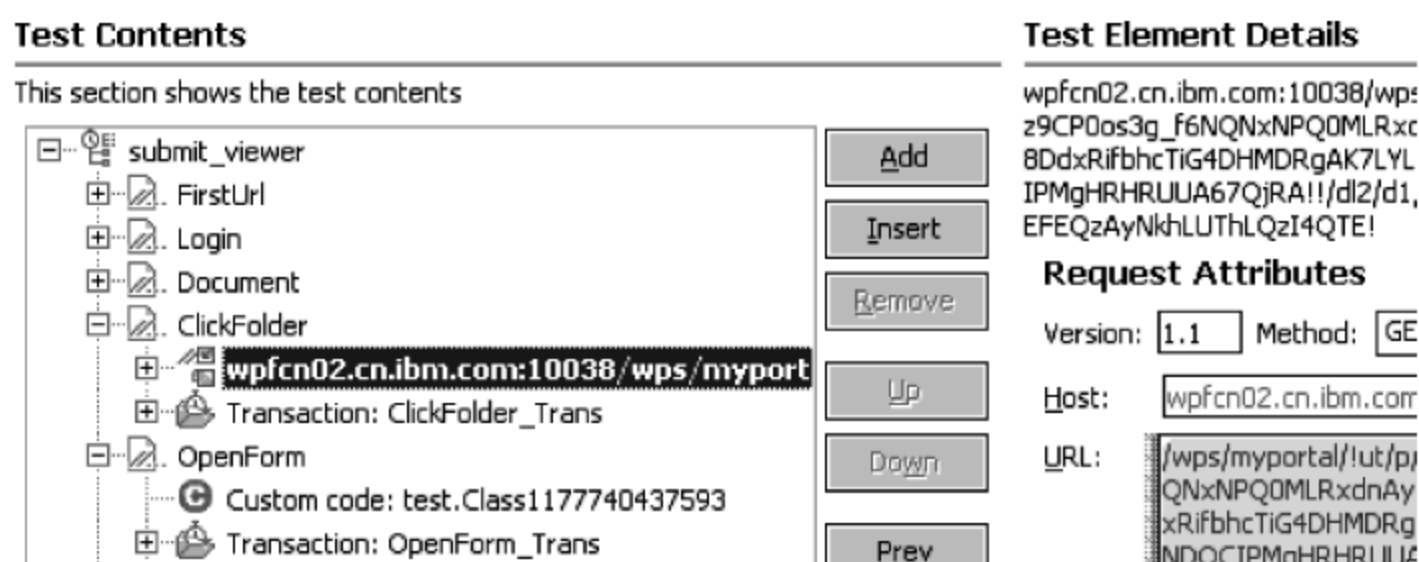 Test Contents
This section shows the test contents
submit_viewer
FirstUrl
Login
Document
ClickFolder
wpfcn02.cn.ibm.com:10038/wps/myport
Transaction: ClickFolder_Trans
OpenForm
Custom code: test.Class1177740437593
Transaction: OpenForm_Trans
Add
Insert
Remove
Up
Down
Prev
Test Element Details
wpfcn02.cn.ibm.com:10038/wps
z9CP0os3g_f6NQNxNPQ0MLRxc
8DdxRifbhcTiG4DHMDRgAK7LYL
IPMgHRHRUUA67QjRA!!/dl2/d1,
EFEQzAyNkhLUThLQzI4QTE!
Request Attributes
Version: 1.1 Method: GE
Host: wpfcn02.cn.ibm.com
URL: /wps/myportal/!ut/p/
QNxNPQ0MLRxdnAy
xRifbhcTiG4DHMDRg
NDOCIPMgHRHRUUA